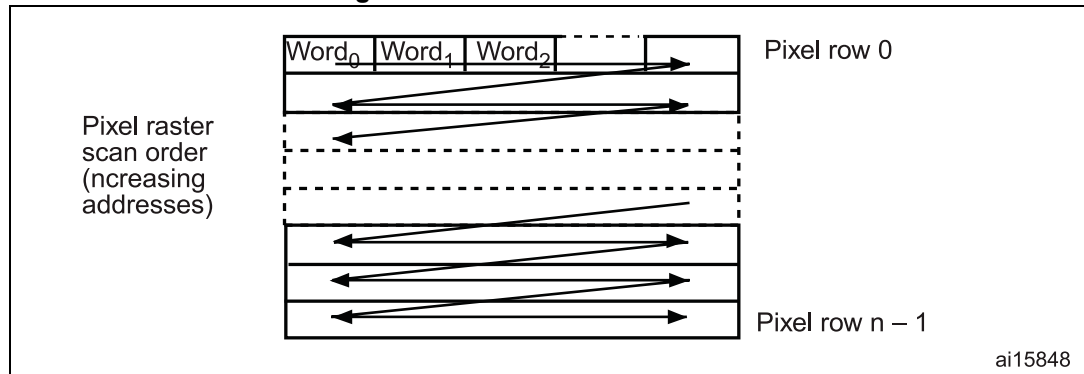 Word0 Word1 Word2
Pixel row 0
Pixel raster
scan order
(ncreasing
addresses)
Pixel row n – 1
ai15848